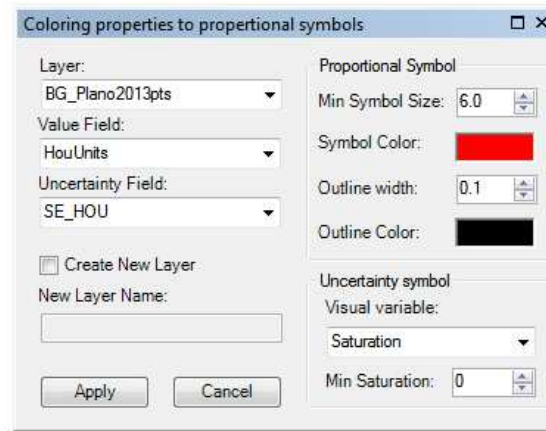 Coloring properties to propertional symbols
Layer:
BG_Plano2013pts
Value Field:
HouUnits
Uncertainty Field:
SE_HOU
Create New Layer
New Layer Name:
Apply Cancel
Proportional Symbol
Min Symbol Size: 6.0
Symbol Color:
Outline width: 0.1
Outline Color:
Uncertainty symbol
Visual variable:
Saturation
Min Saturation: 0